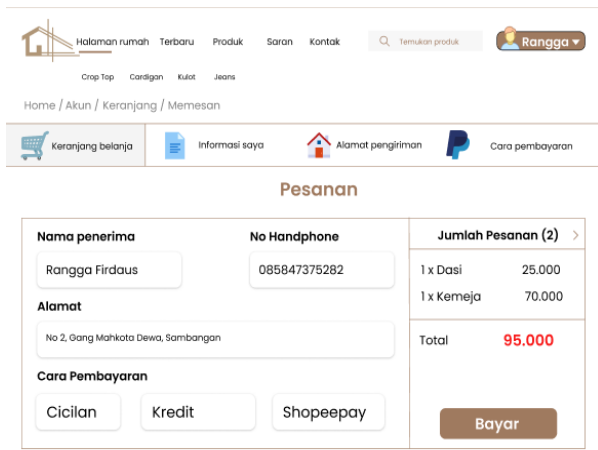 Halaman rumah Terbaru Produk Saran Kontak Temukan produk Rangga
Crop Top Cardigan Kulot Jeans
Home / Akun / Keranjang / Memesan
Keranjang belanja Informasi saya Alamat pengiriman Cara pembayaran
Pesanan
Nama penerima No Handphone
Rangga Firdaus 085847375282
Alamat
No 2, Gang Mahkota Dewa, Sambangan
Cara Pembayaran
Cicilan Kredit Shopeepay
Jumlah Pesanan (2)
1 x Dasi 25.000
1 x Kemeja 70.000
Total 95.000
Bayar